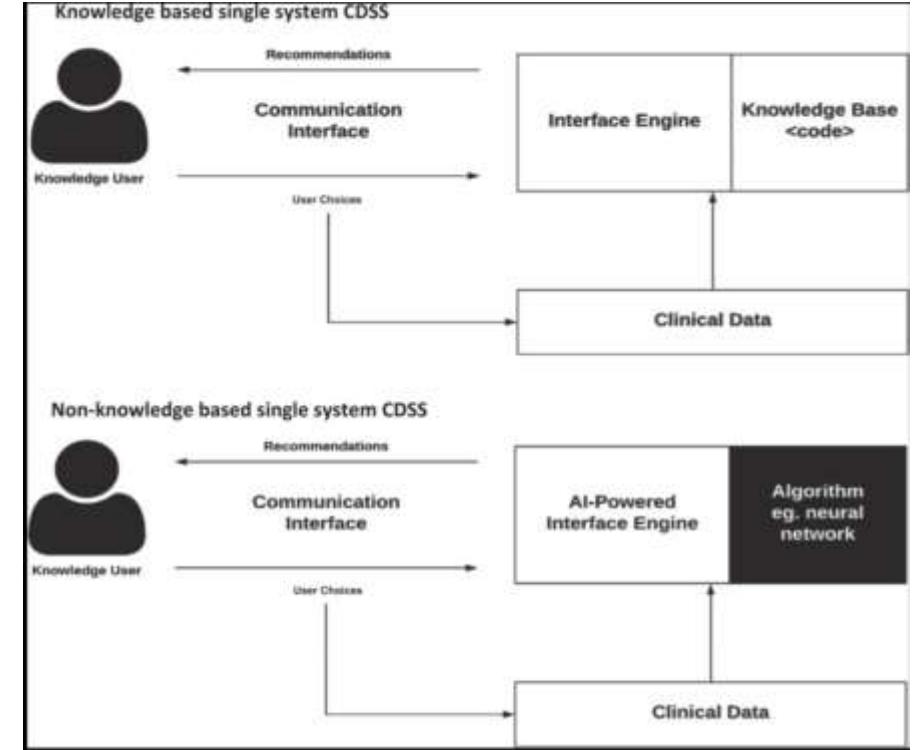 Knowledge based single system CDSS
Recommendations
Communication
Interface
Knowledge User
User Choices
Interface Engine
Knowledge Base
<code>
Clinical Data
Non-knowledge based single system CDSS
Recommendations
Communication
Interface
Knowledge User
User Choices
AI-Powered
Interface Engine
Algorithm
eg. neural
network
Clinical Data